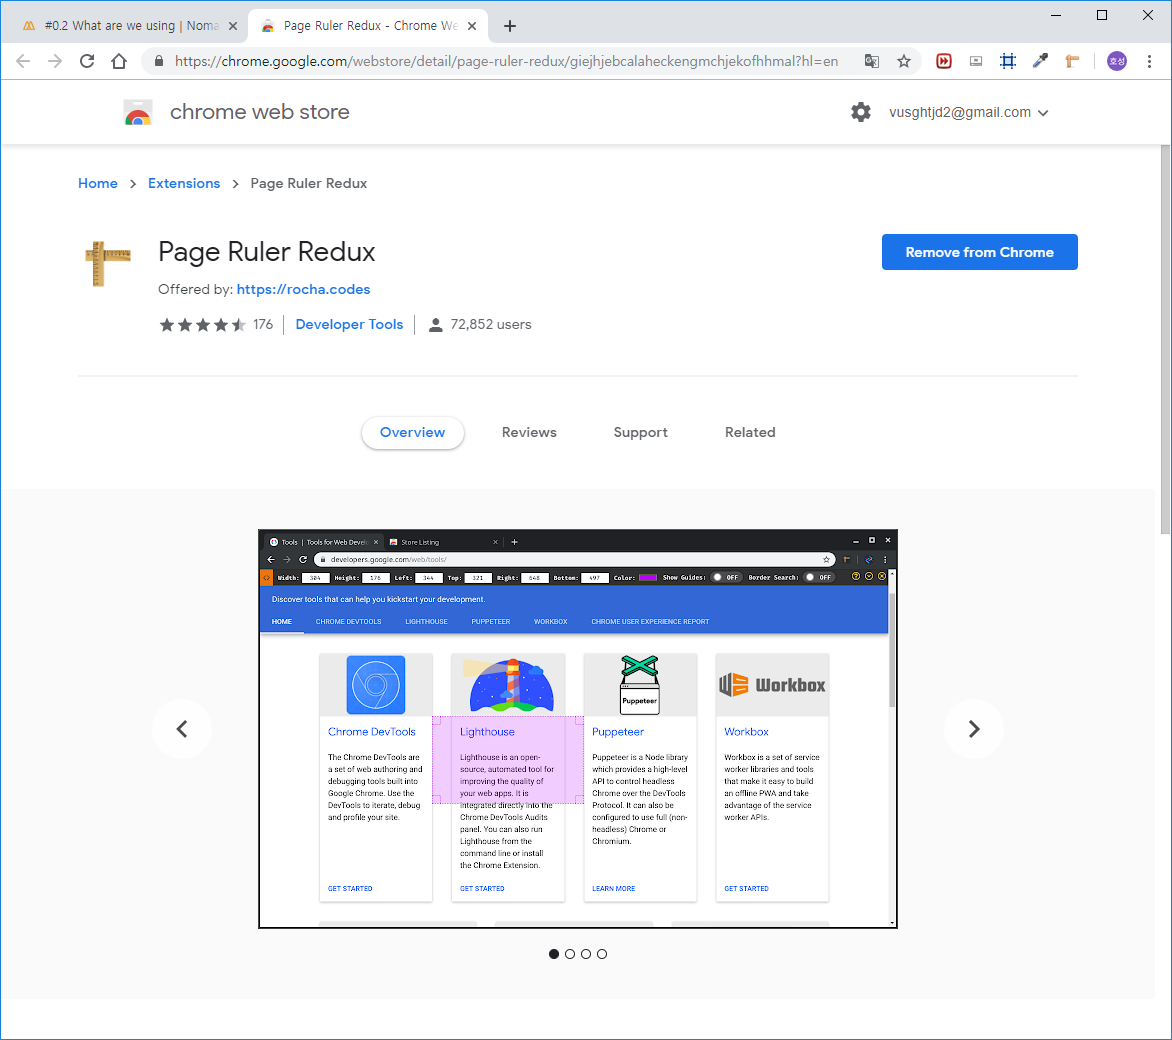 #0.2 What are we using | Noma
Page Ruler Redux - Chrome We
https://chrome.google.com/webstore/detail/page-ruler-redux/giejhjebcalaheckengmchjekofhhmal?hl=en
호성
chrome web store
vusghtjd2@gmail.com
Home > Extensions > Page Ruler Redux
Page Ruler Redux
Remove from Chrome
Offered by: https://rocha.codes
176 Developer Tools 72,852 users
Overview Reviews Support Related
Tools | Tools for Web Devel
Store Listing
developers.google.com/web/tools/
Width: 304 Height: 176 Left: 344 Top: 321 Right: 648 Bottom: 497 Color: Show Guides: OFF Border Search: OFF
Discover tools that can help you kickstart your development.
HOME CHROME DEVTOOLS LIGHTHOUSE PUPPETEER WORKBOX CHROME USER EXPERIENCE REPORT
Chrome DevTools
The Chrome DevTools are
a set of web authoring and
debugging tools built into
Google Chrome. Use the
DevTools to iterate, debug
and profile your site.
GET STARTED
Lighthouse
Lighthouse is an open-
source, automated tool for
improving the quality of
your web apps. It is
integrated directly into the
Chrome DevTools Audits
panel. You can also run
Lighthouse from the
command line or install
the Chrome Extension.
GET STARTED
Puppeteer
Puppeteer
Puppeteer is a Node library
which provides a high-level
API to control headless
Chrome over the DevTools
Protocol. It can also be
configured to use full (non-
headless) Chrome or
Chromium.
LEARN MORE
Workbox
Workbox
Workbox is a set of service
worker libraries and tools
that make it easy to build
an offline PWA and take
advantage of the service
worker APIs.
GET STARTED